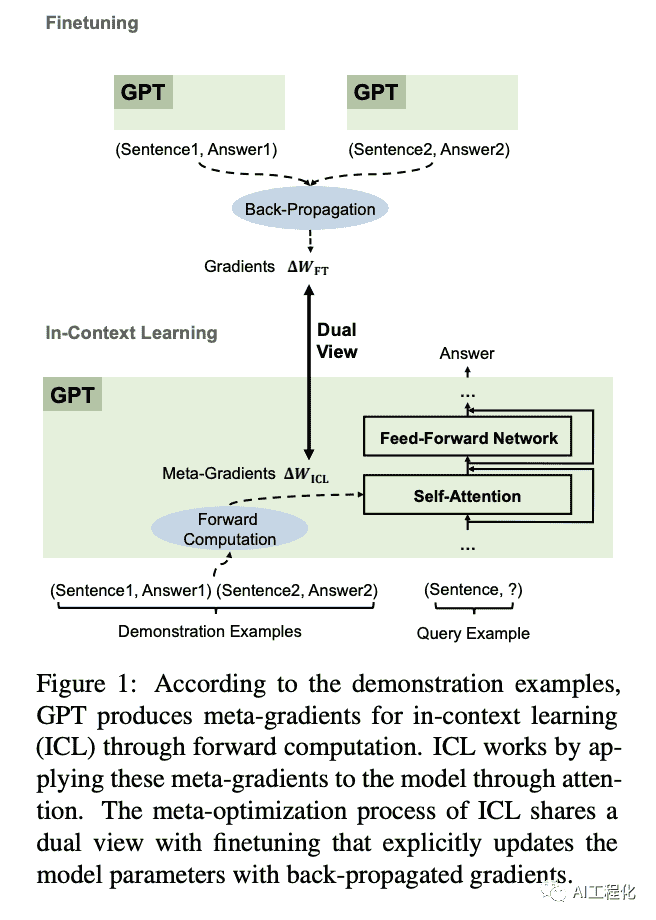 Finetuning
GPT
GPT
(Sentence1, Answer1)
(Sentence2, Answer2)
Back-Propagation
Gradients ΔW_FT
In-Context Learning
Dual
View
Answer
GPT
...
Feed-Forward Network
Meta-Gradients ΔW_ICL
Self-Attention
Forward
Computation
...
(Sentence1, Answer1) (Sentence2, Answer2)
(Sentence, ?)
Demonstration Examples
Query Example
Figure 1: According to the demonstration examples,
GPT produces meta-gradients for in-context learning
(ICL) through forward computation. ICL works by ap-
plying these meta-gradients to the model through atten-
tion. The meta-optimization process of ICL shares a
dual view with finetuning that explicitly updates the
model parameters with back-propagated gradients.
AI工程化